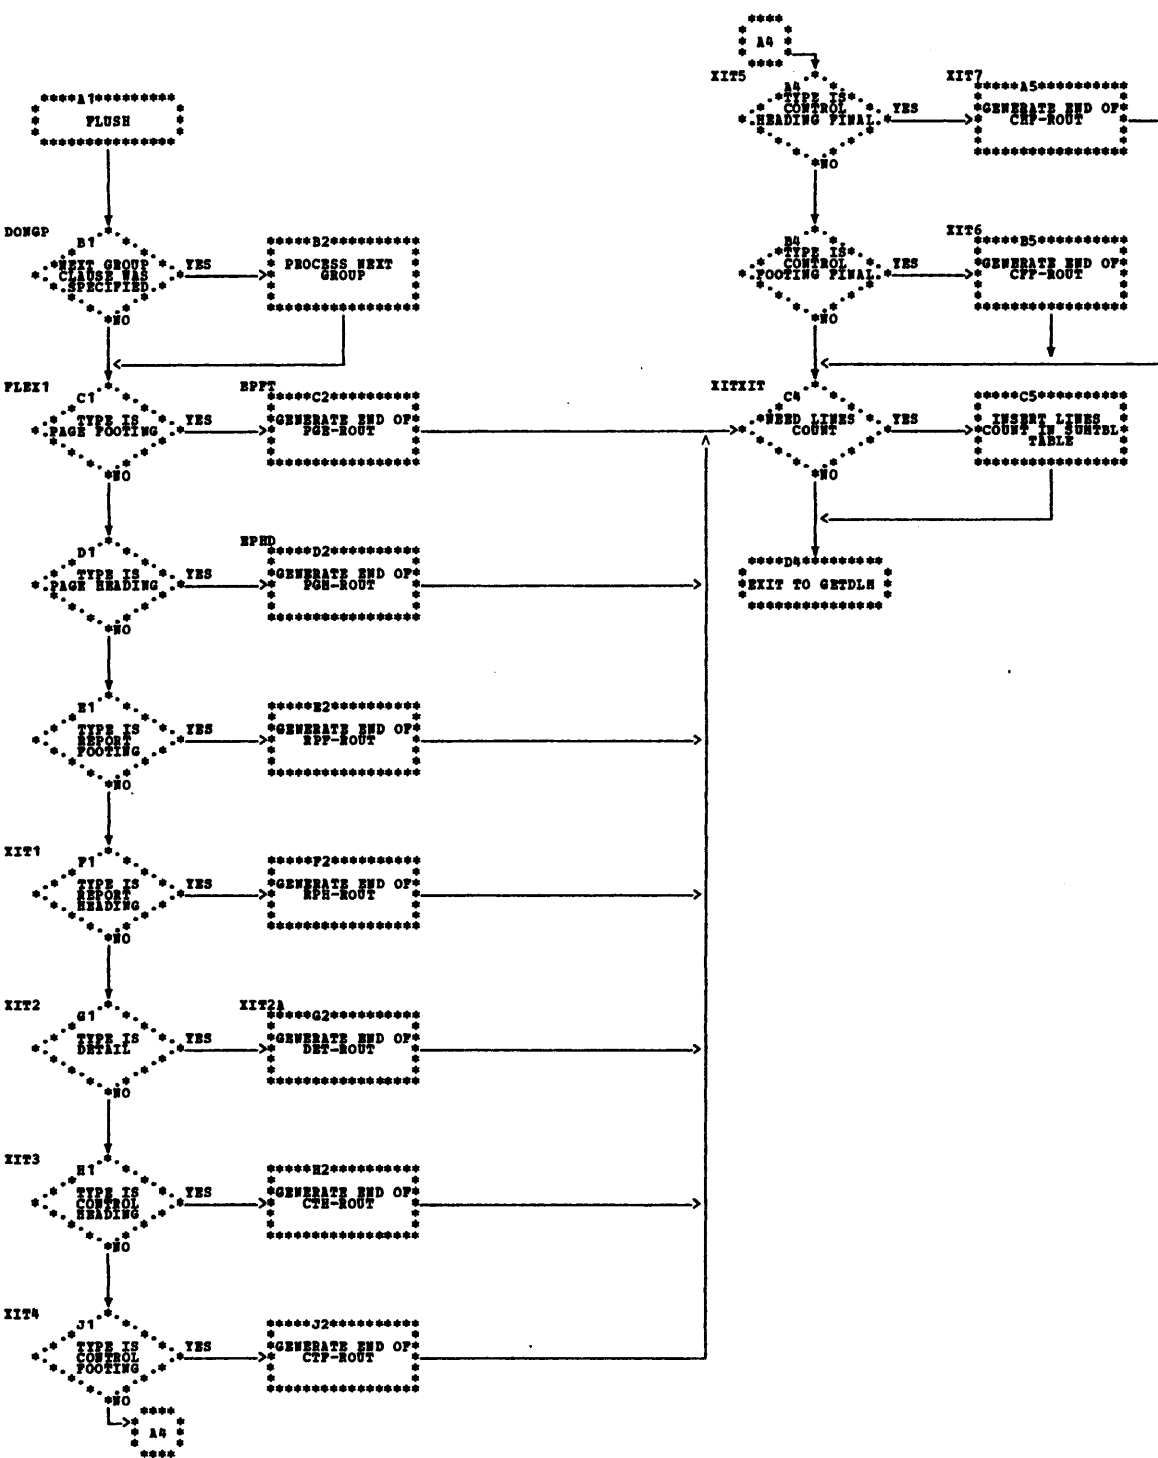 A1
FLUSH
DONGP
B1
NEXT GROUP
CLAUSE WAS
SPECIFIED
YES
NO
B2
PROCESS NEXT
GROUP
FLEX1
C1
TYPE IS
PAGE FOOTING
YES
NO
EPFT
C2
GENERATE END OF
PGE-ROUT
D1
TYPE IS
PAGE HEADING
YES
NO
EPHD
D2
GENERATE END OF
PGH-ROUT
E1
TYPE IS
REPORT
FOOTING
YES
NO
E2
GENERATE END OF
RPF-ROUT
XIT1
F1
TYPE IS
REPORT
HEADING
YES
NO
F2
GENERATE END OF
RPH-ROUT
XIT2
G1
TYPE IS
DETAIL
YES
NO
XIT2A
G2
GENERATE END OF
DET-ROUT
XIT3
H1
TYPE IS
CONTROL
HEADING
YES
NO
H2
GENERATE END OF
CTH-ROUT
XIT4
J1
TYPE IS
CONTROL
FOOTING
YES
NO
J2
GENERATE END OF
CTF-ROUT
A4
A4
XIT5
A4
TYPE IS
CONTROL
HEADING FINAL
YES
NO
XIT7
A5
GENERATE END OF
CHF-ROUT
B4
TYPE IS
CONTROL
FOOTING FINAL
YES
NO
XIT6
B5
GENERATE END OF
CFF-ROUT
XITXIT
C4
NEED LINES
COUNT
YES
NO
C5
INSERT LINES
COUNT IN SUMTBL
TABLE
D4
EXIT TO GETDLM